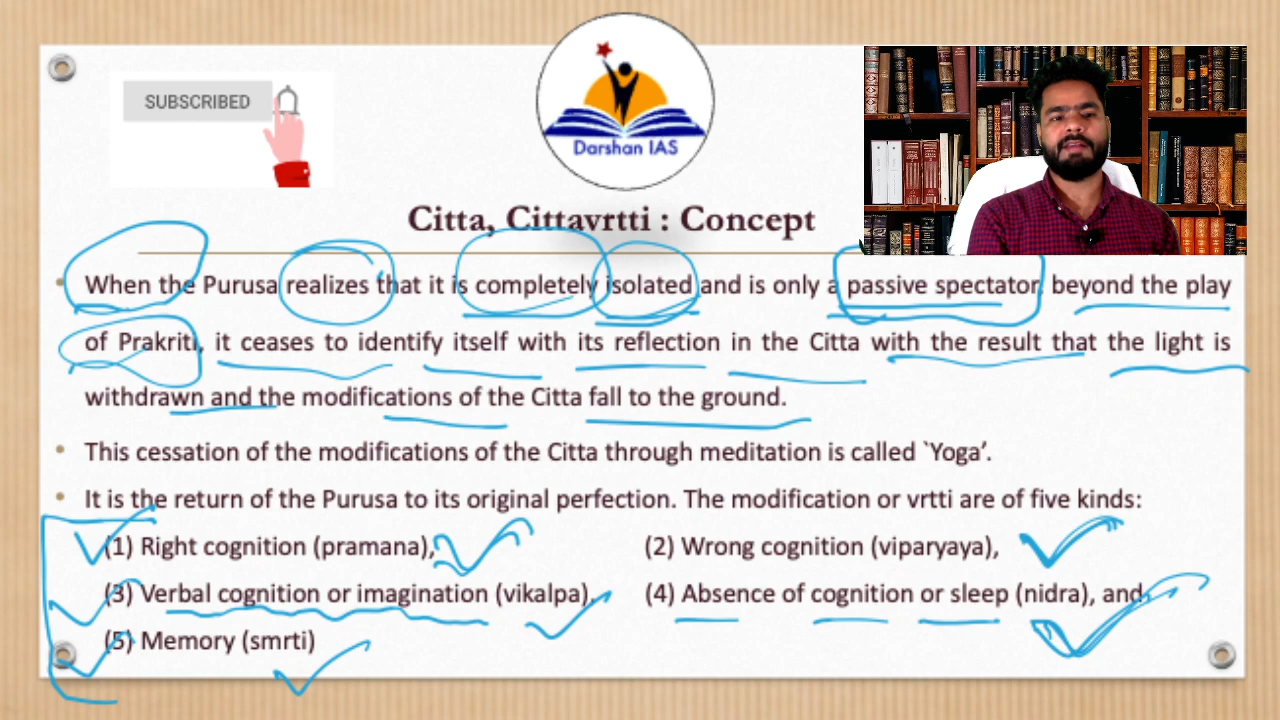 SUBSCRIBED
Darshan IAS
Citta, Cittavrtti : Concept
• When the Purusa realizes that it is completely isolated and is only a passive spectator, beyond the play
of Prakriti, it ceases to identify itself with its reflection in the Citta with the result that the light is
withdrawn and the modifications of the Citta fall to the ground.
• This cessation of the modifications of the Citta through meditation is called `Yoga’.
• It is the return of the Purusa to its original perfection. The modification or vrtti are of five kinds:
(1) Right cognition (pramana), (2) Wrong cognition (viparyaya),
(3) Verbal cognition or imagination (vikalpa), (4) Absence of cognition or sleep (nidra), and
(5) Memory (smrti)